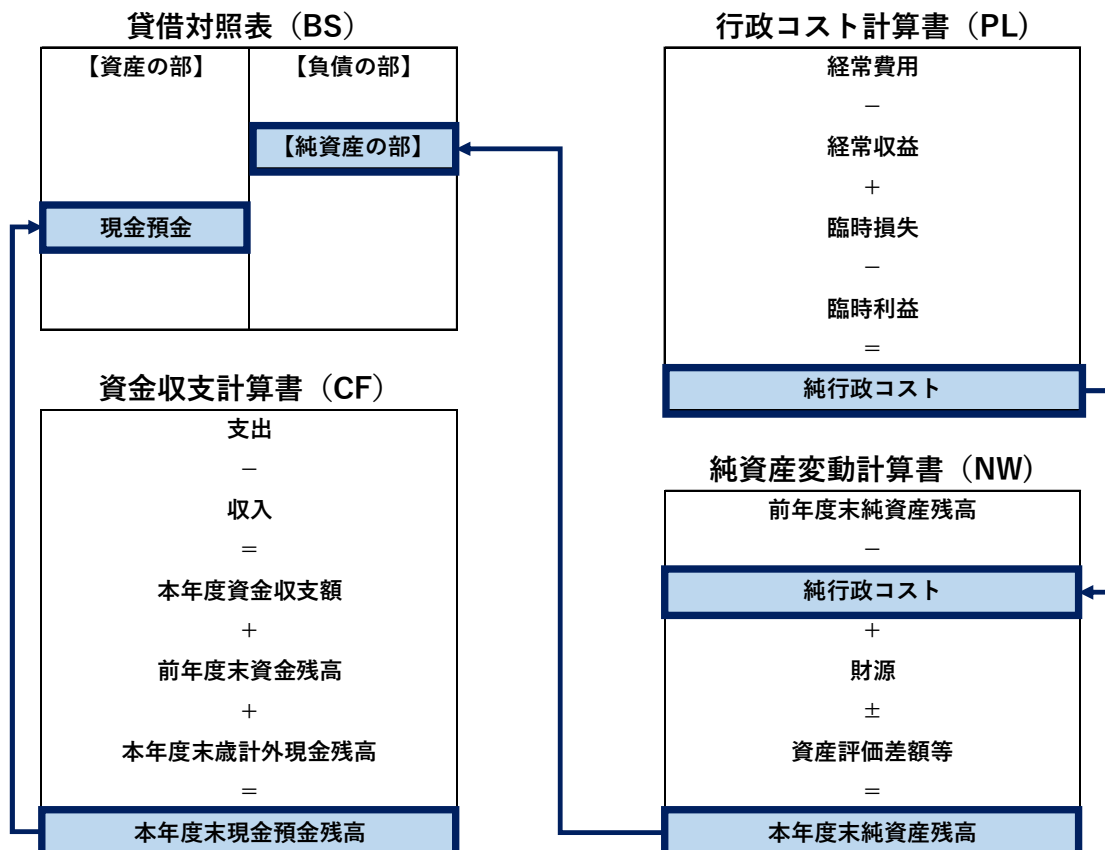 貸借対照表（BS）
【資産の部】
【負債の部】
【純資産の部】
現金預金
資金収支計算書（CF）
支出
－
収入
＝
本年度資金収支額
＋
前年度末資金残高
＋
本年度末歳計外現金残高
＝
本年度末現金預金残高
行政コスト計算書（PL）
経常費用
－
経常収益
＋
臨時損失
－
臨時利益
＝
純行政コスト
純資産変動計算書（NW）
前年度末純資産残高
－
純行政コスト
＋
財源
±
資産評価差額等
＝
本年度末純資産残高